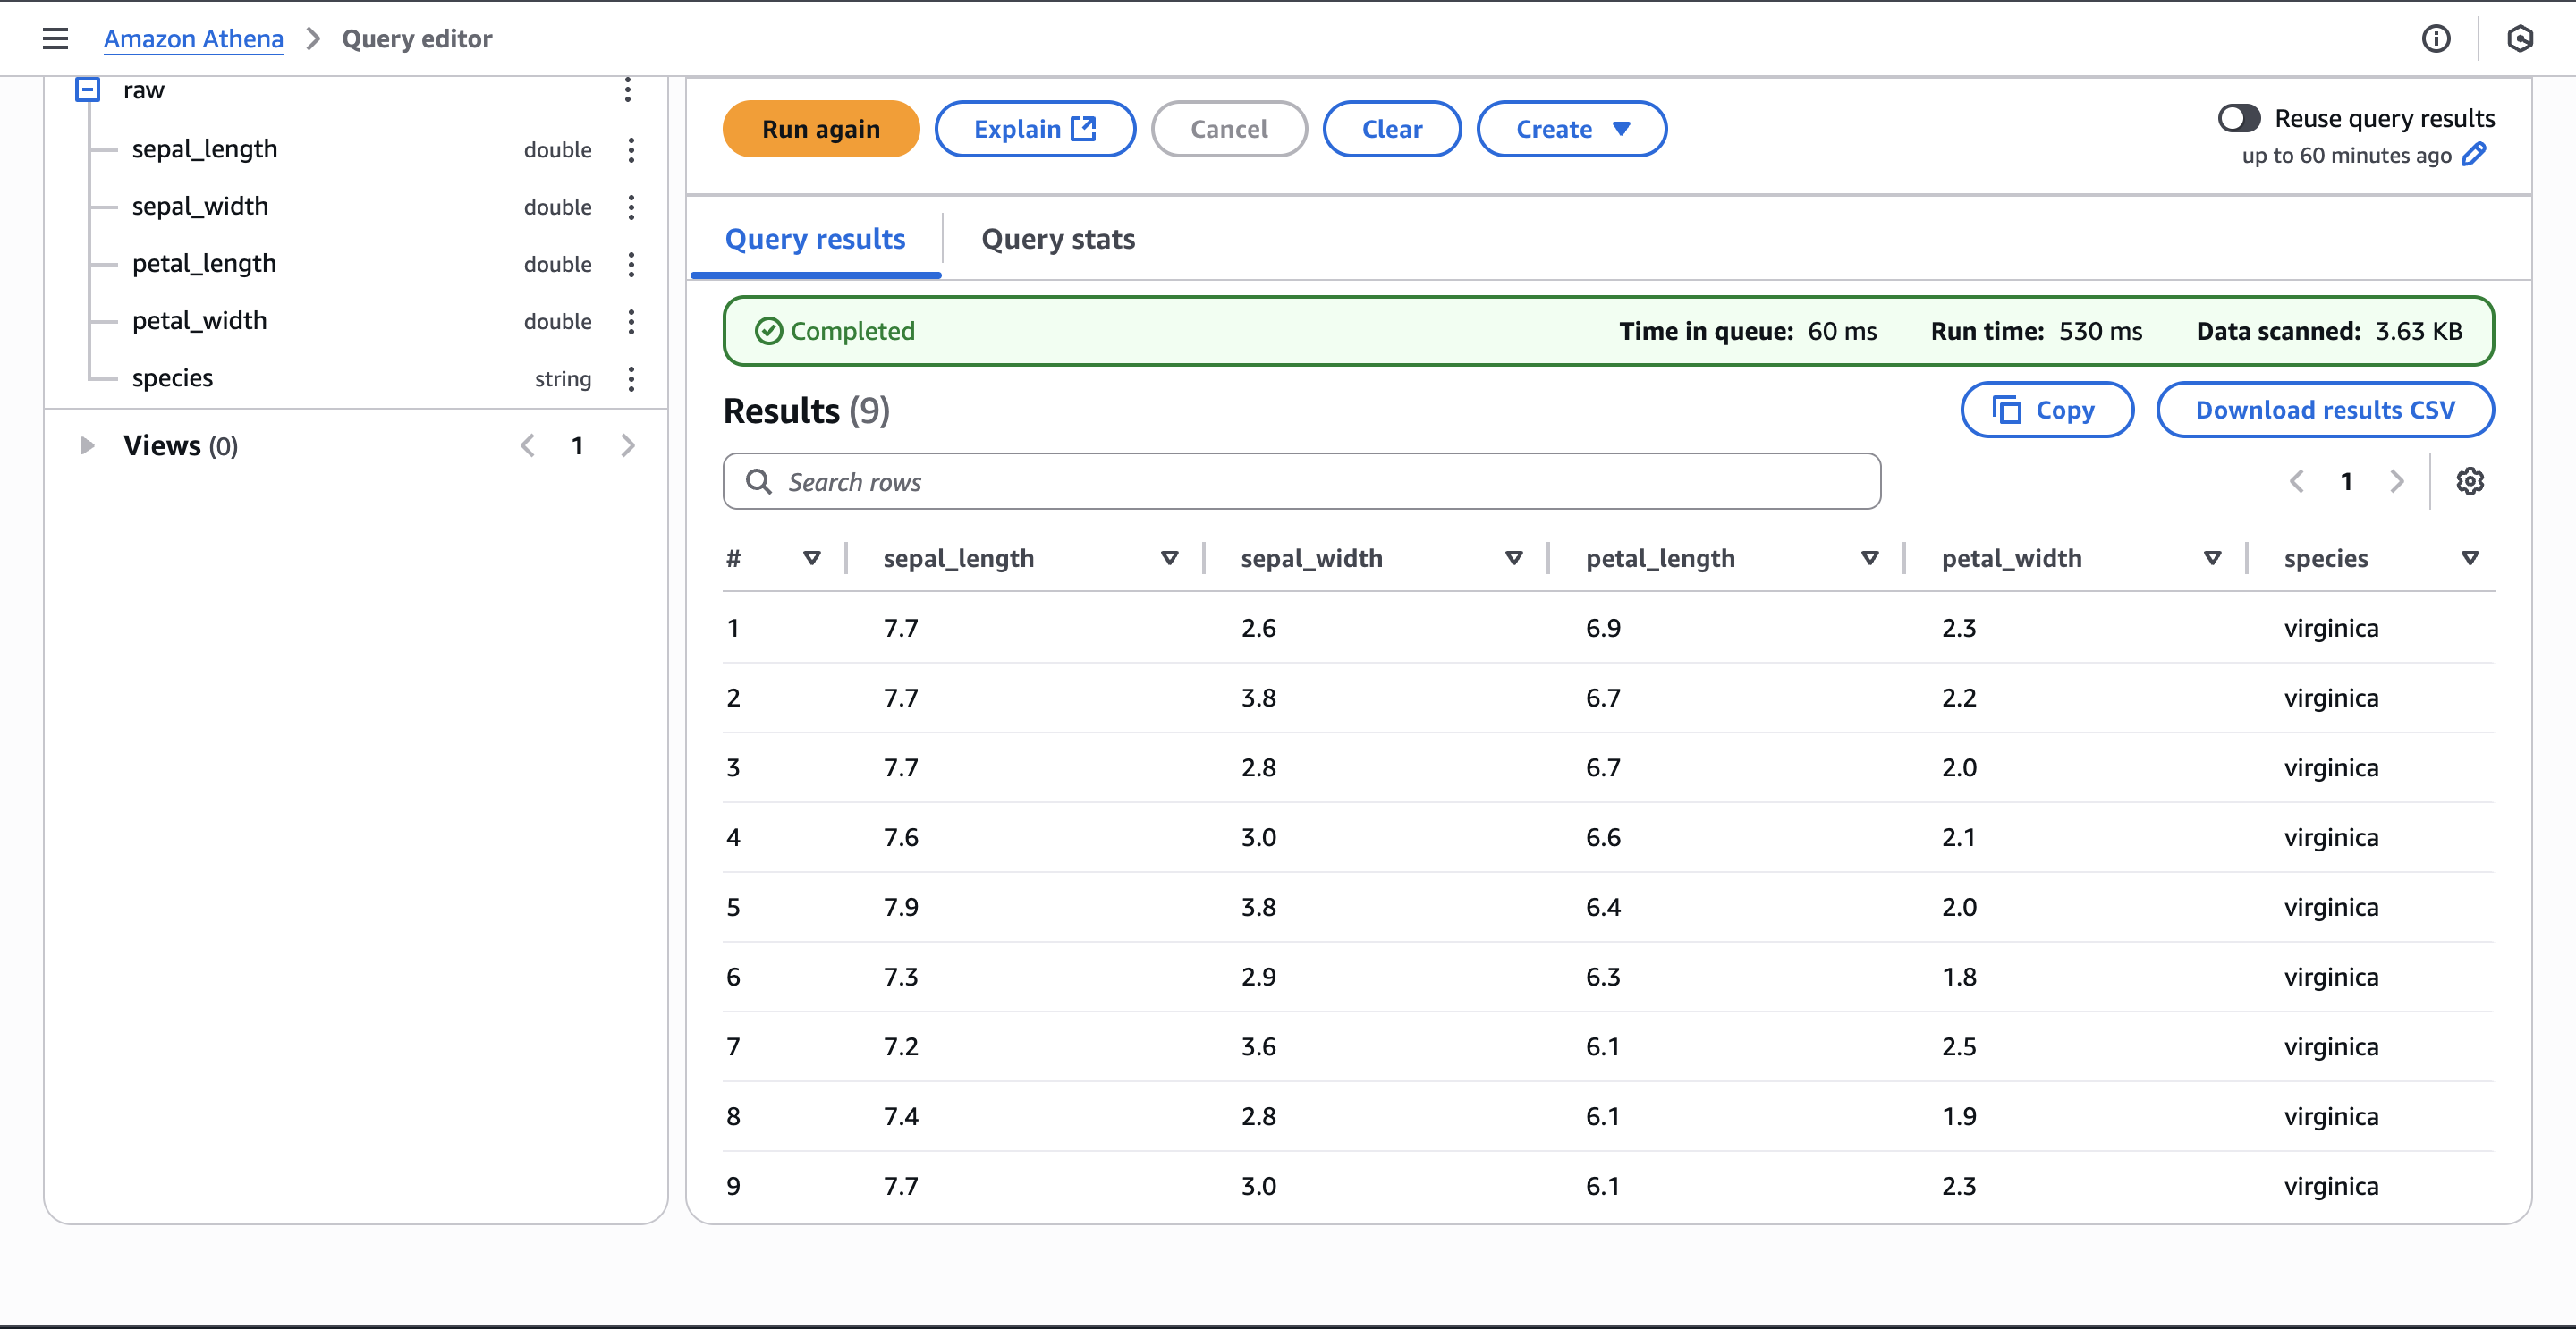 Amazon Athena > Query editor
raw
sepal_length double
sepal_width double
petal_length double
petal_width double
species string
Views (0) 1
Run again Explain Cancel Clear Create
Reuse query results
up to 60 minutes ago
Query results Query stats
Completed Time in queue: 60 ms Run time: 530 ms Data scanned: 3.63 KB
Results (9) Copy Download results CSV
Search rows 1
# sepal_length sepal_width petal_length petal_width species
1 7.7 2.6 6.9 2.3 virginica
2 7.7 3.8 6.7 2.2 virginica
3 7.7 2.8 6.7 2.0 virginica
4 7.6 3.0 6.6 2.1 virginica
5 7.9 3.8 6.4 2.0 virginica
6 7.3 2.9 6.3 1.8 virginica
7 7.2 3.6 6.1 2.5 virginica
8 7.4 2.8 6.1 1.9 virginica
9 7.7 3.0 6.1 2.3 virginica